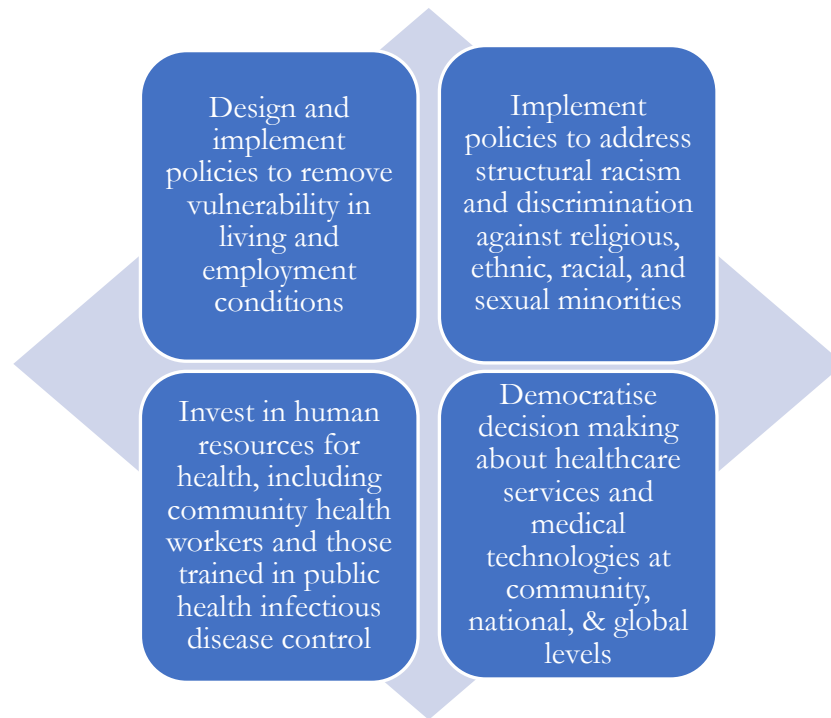 Design and
implement
policies to remove
vulnerability in
living and
employment
conditions
Implement
policies to address
structural racism
and discrimination
against religious,
ethnic, racial, and
sexual minorities
Invest in human
resources for
health, including
community health
workers and those
trained in public
health infectious
disease control
Democratise
decision making
about healthcare
services and
medical
technologies at
community,
national, & global
levels